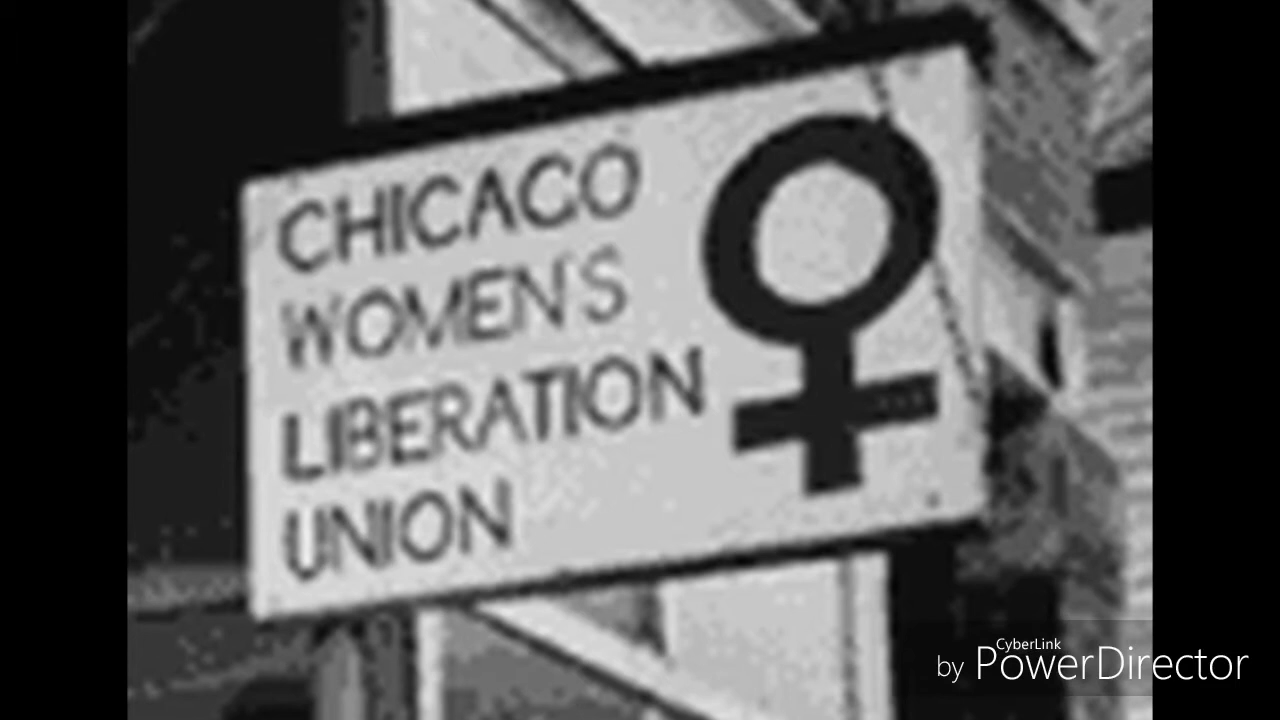 CHICAGO
WOMEN'S
LIBERATION
UNION
CyberLink
by PowerDirector